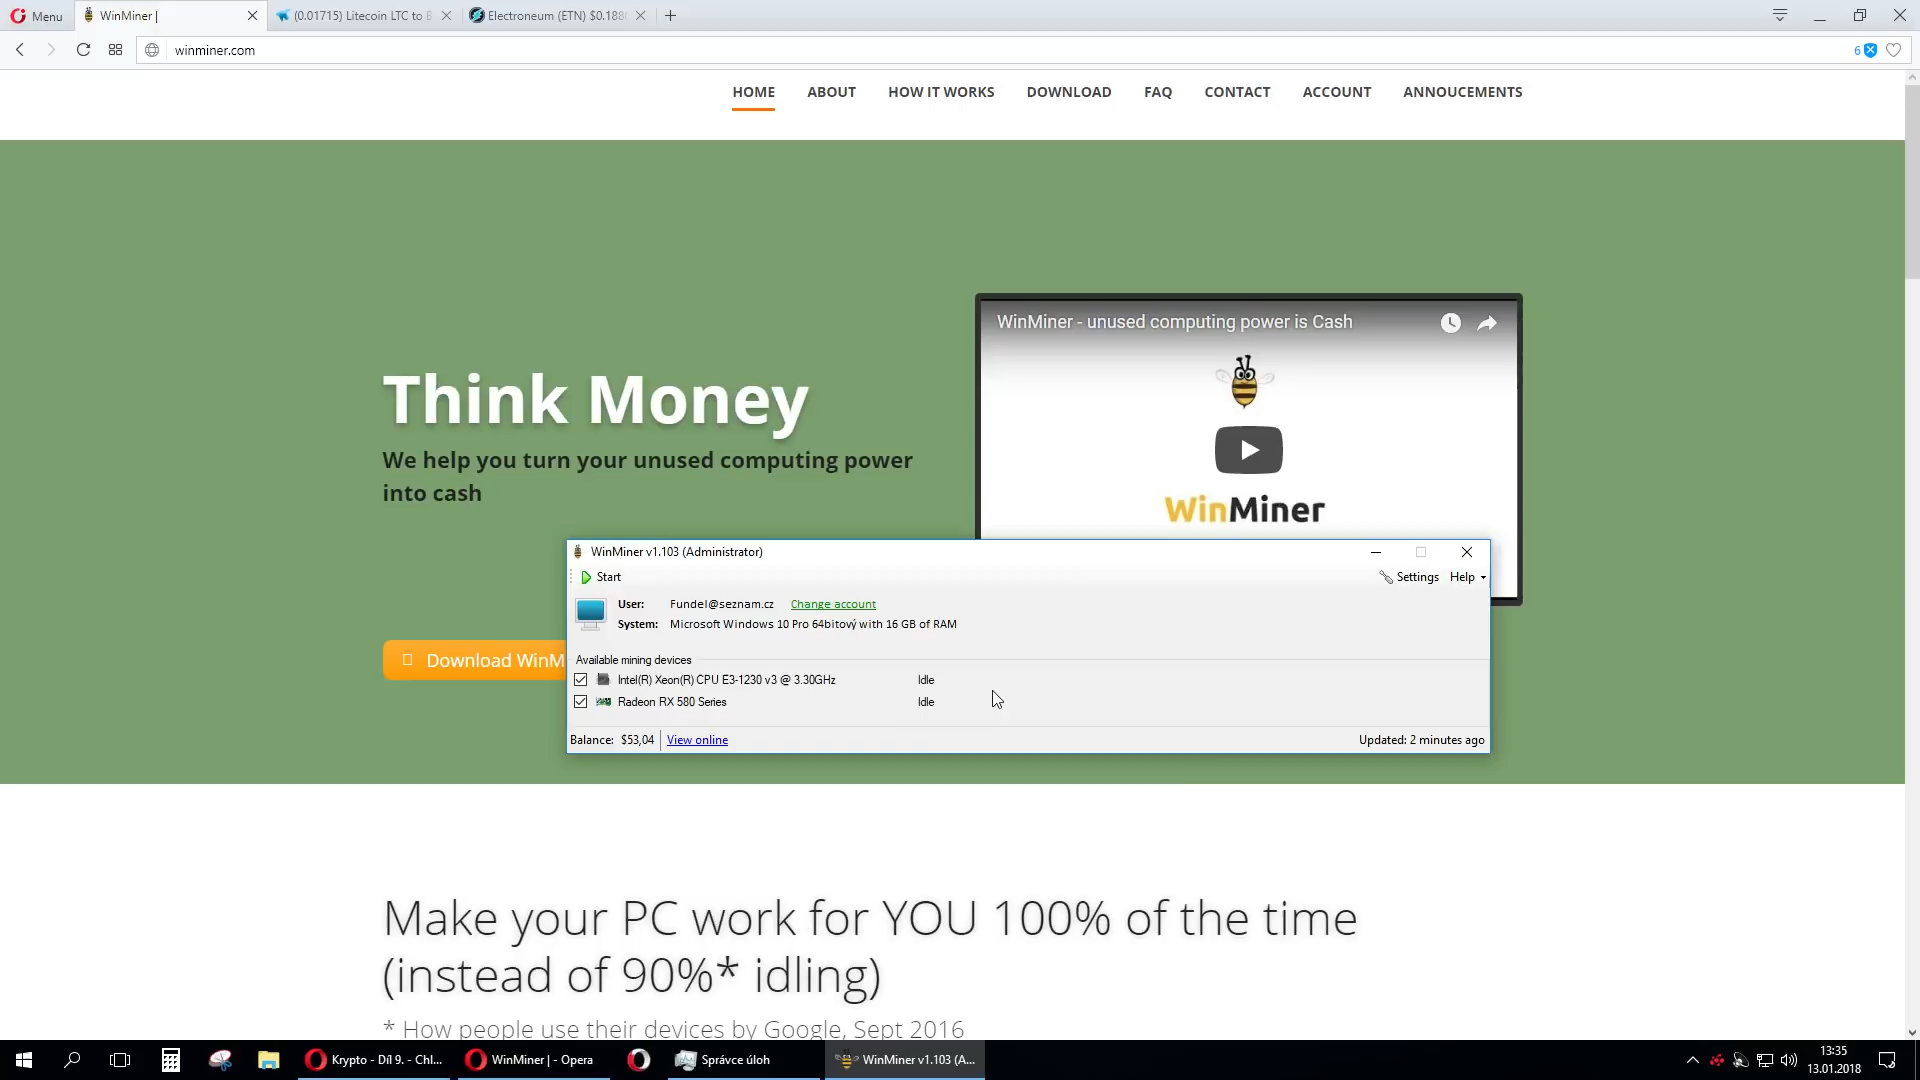 Menu
WinMiner |
(0.01715) Litecoin LTC to
Electroneum (ETN) $0.188
winminer.com
6
HOME
ABOUT
HOW IT WORKS
DOWNLOAD
FAQ
CONTACT
ACCOUNT
ANNOUCEMENTS
WinMiner - unused computing power is Cash
Think Money
We help you turn your unused computing power
into cash
WinMiner
Download WinM
WinMiner v1.103 (Administrator)
Start
Settings
Help
User: Fundel@seznam.cz Change account
System: Microsoft Windows 10 Pro 64bitový with 16 GB of RAM
Available mining devices
Intel(R) Xeon(R) CPU E3-1230 v3 @ 3.30GHz Idle
Radeon RX 580 Series Idle
Balance: $53,04 View online
Updated: 2 minutes ago
Make your PC work for YOU 100% of the time
(instead of 90%* idling)
* How people use their devices by Google, Sept 2016
Krypto - Díl 9. - Chl...
WinMiner | - Opera
Správce úloh
WinMiner v1.103 (A...
13:35
13.01.2018